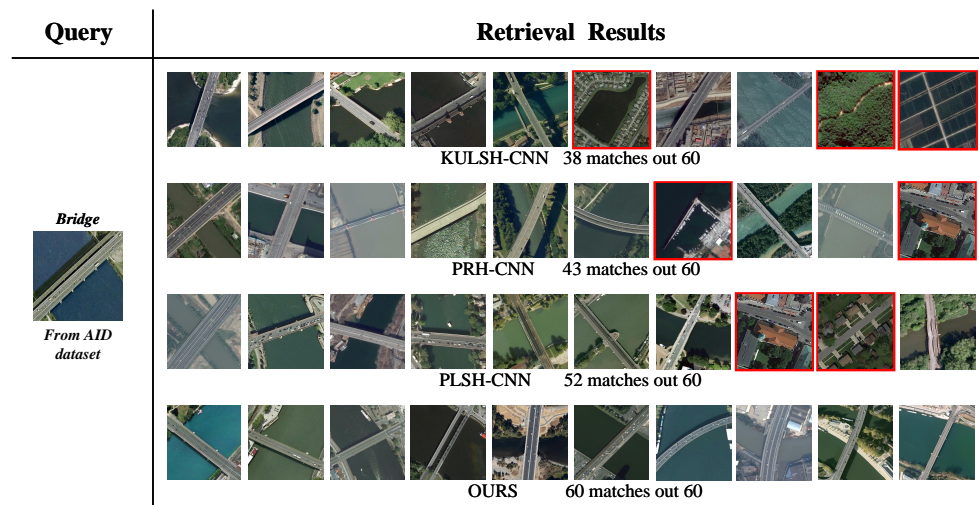 Query
Retrieval Results
KULSH-CNN 38 matches out 60
PRH-CNN 43 matches out 60
Bridge
From AID
dataset
PLSH-CNN 52 matches out 60
OURS 60 matches out 60